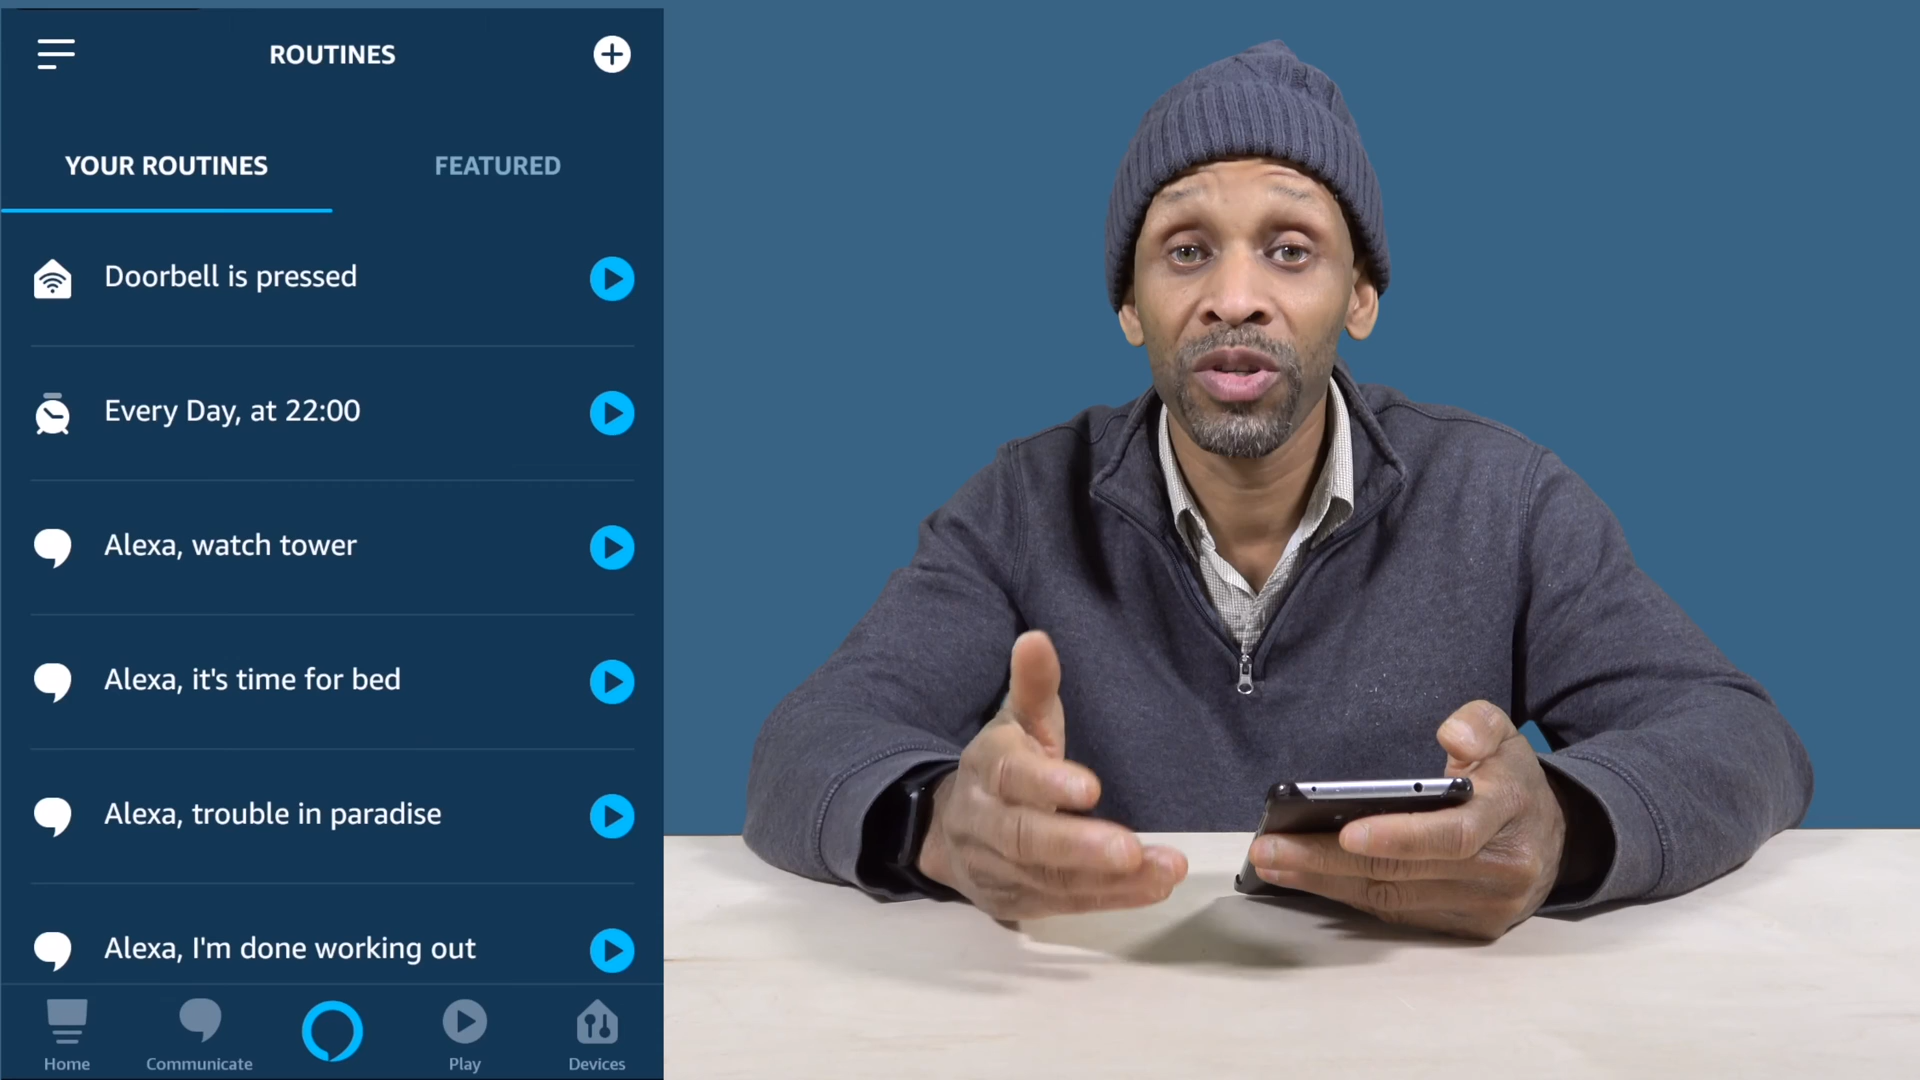 ROUTINES
YOUR ROUTINES
FEATURED
Doorbell is pressed
Every Day, at 22:00
Alexa, watch tower
Alexa, it's time for bed
Alexa, trouble in paradise
Alexa, I'm done working out
Home
Communicate
Play
Devices